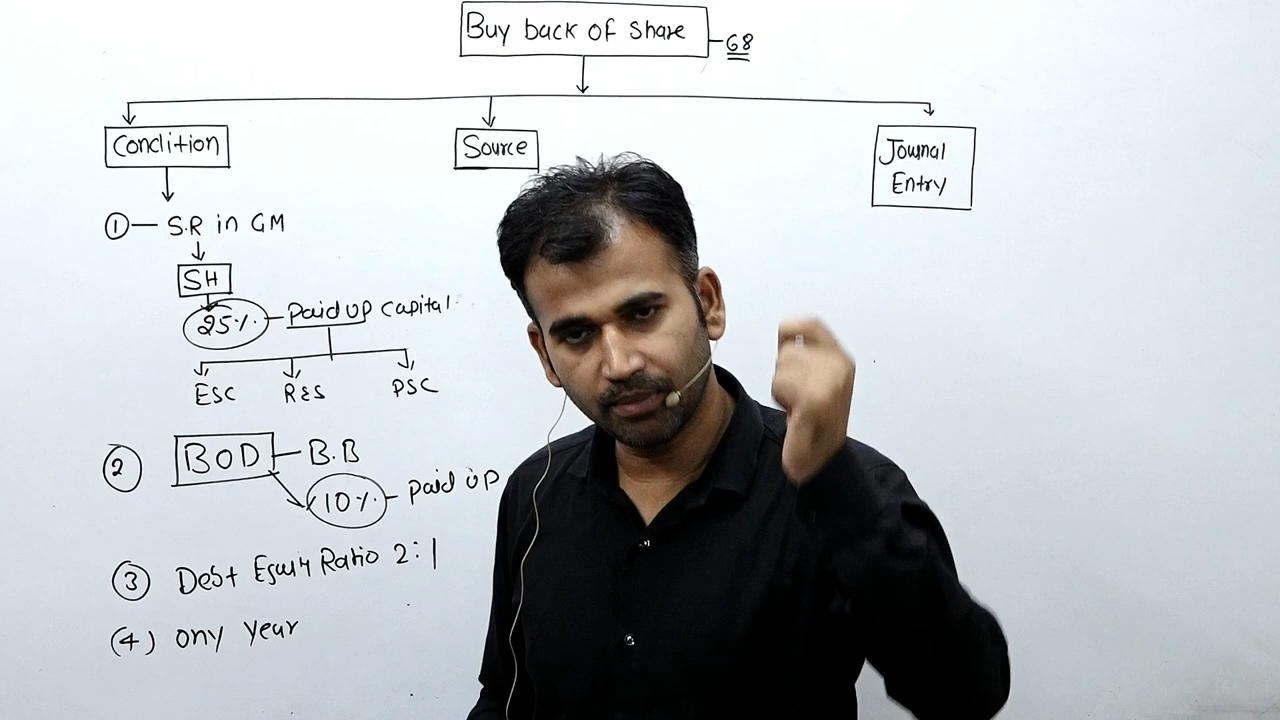 Buy back of share
68
Condition
Source
Journal
Entry
① S.R in GM
SH
25% Paid up capital
ESC RES PSC
② BOD B.B
10% Paid up
③ Debt Equity Ratio 2:1
(4) ony year